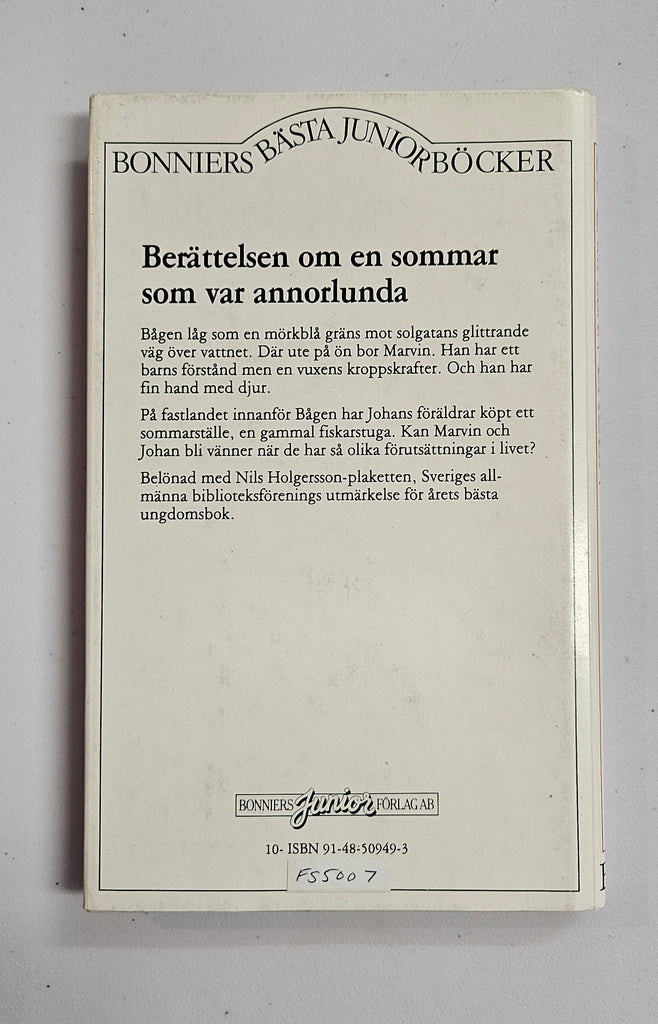 BONNIERS BÄSTA JUNIOR BÖCKER
Berättelsen om en sommar
som var annorlunda
Bågen låg som en mörkblå gräns mot solgatans glittrande
väg över vattnet. Där ute på ön bor Marvin. Han har ett
barns förstånd men en vuxens kroppskrafter. Och han har
fin hand med djur.
På fastlandet innanför Bågen har Johans föräldrar köpt ett
sommarställe, en gammal fiskarstuga. Kan Marvin och
Johan bli vänner när de har så olika förutsättningar i livet?
Belönad med Nils Holgersson-plaketten, Sveriges all-
männa biblioteksförenings utmärkelse för årets bästa
ungdomsbok.
BONNIERS Junior FÖRLAG AB
10- ISBN 91-48-50949-3
FS5007